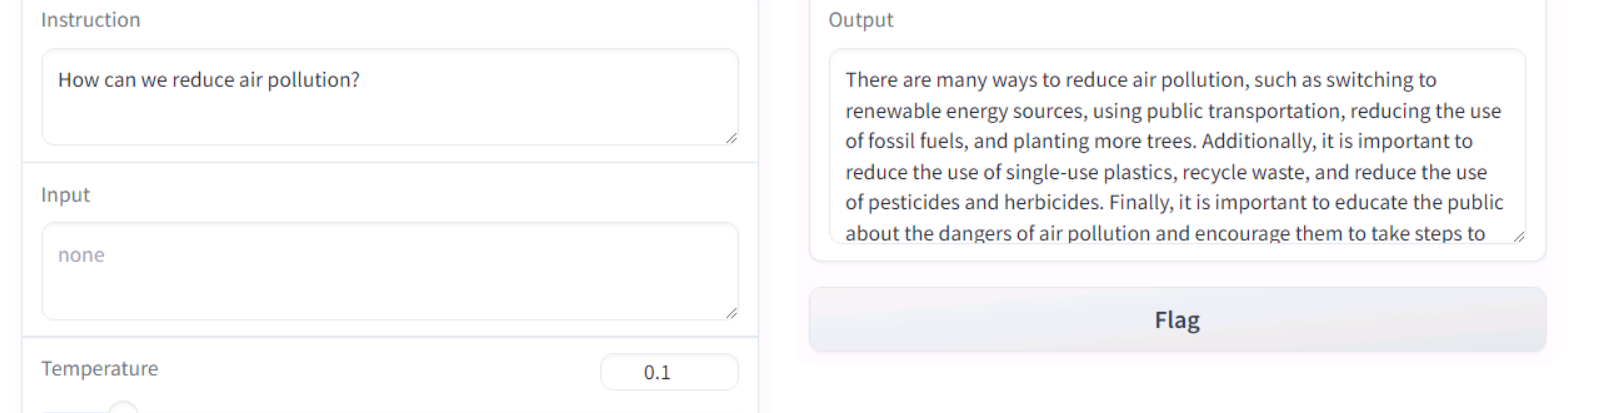 Instruction
How can we reduce air pollution?
Input
none
Temperature
0.1
Output
There are many ways to reduce air pollution, such as switching to
renewable energy sources, using public transportation, reducing the use
of fossil fuels, and planting more trees. Additionally, it is important to
reduce the use of single-use plastics, recycle waste, and reduce the use
of pesticides and herbicides. Finally, it is important to educate the public
about the dangers of air pollution and encourage them to take steps to
Flag